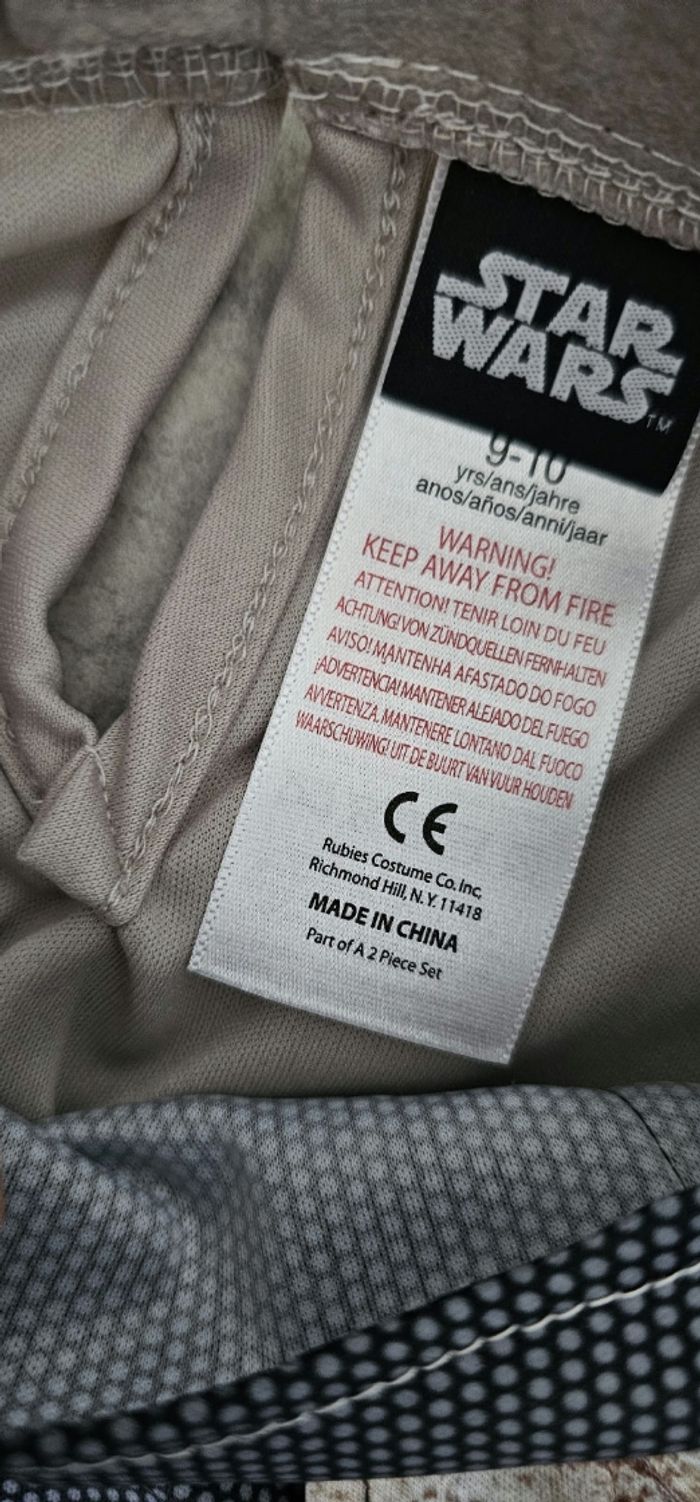 STAR
WARS
TM
9-10
yrs/ans/jahre
anos/años/anni/jaar
WARNING!
KEEP AWAY FROM FIRE
ATTENTION! TENIR LOIN DU FEU
ACHTUNG! VON ZÜNDQUELLEN FERNHALTEN
AVISO! MANTENHA AFASTADO DO FOGO
¡ADVERTENCIA! MANTENER ALEJADO DEL FUEGO
AVVERTENZA. MANTENERE LONTANO DAL FUOCO
WAARSCHUWING! UIT DE BUURT VAN VUUR HOUDEN
CE
Rubies Costume Co. Inc,
Richmond Hill, N. Y. 11418
MADE IN CHINA
Part of A 2 Piece Set